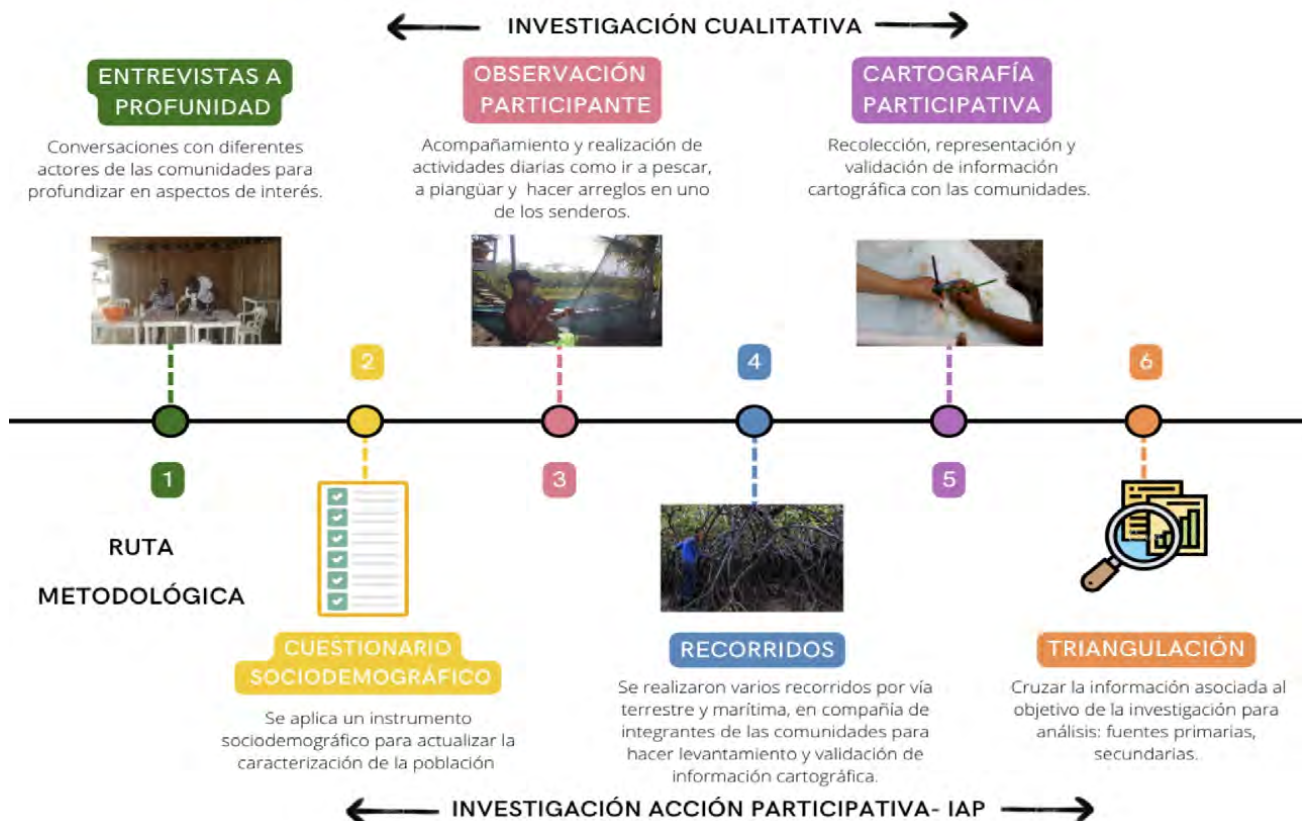 INVESTIGACIÓN CUALITATIVA
ENTREVISTAS A
PROFUNIDAD
Conversaciones con diferentes
actores de las comunidades para
profundizar en aspectos de interés.
OBSERVACIÓN
PARTICIPANTE
Acompañamiento y realización de
actividades diarias como ir a pescar,
a piangüar y hacer arreglos en uno
de los senderos.
CARTOGRAFÍA
PARTICIPATIVA
Recolección, representación y
validación de información
cartográfica con las comunidades.
2
4
6
1
3
5
RUTA
METODOLÓGICA
CUESTIONARIO
SOCIODEMOGRÁFICO
Se aplica un instrumento
sociodemográfico para actualizar la
caracterización de la población
RECORRIDOS
Se realizaron varios recorridos por vía
terrestre y marítima, en compañía de
integrantes de las comunidades para
hacer levantamiento y validación de
información cartográfica.
TRIANGULACIÓN
Cruzar la información asociada al
objetivo de la investigación para
análisis: fuentes primarias,
secundarias.
INVESTIGACIÓN ACCIÓN PARTICIPATIVA- IAP